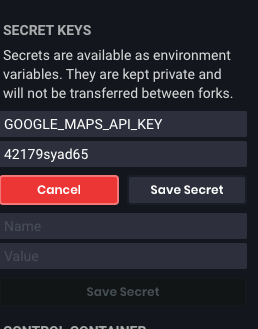 SECRET KEYS
Secrets are available as environment
variables. They are kept private and
will not be transferred between forks.
GOOGLE_MAPS_API_KEY
42179syad65
Cancel Save Secret
Name
Value
Save Secret
CONTROL CONTAINER